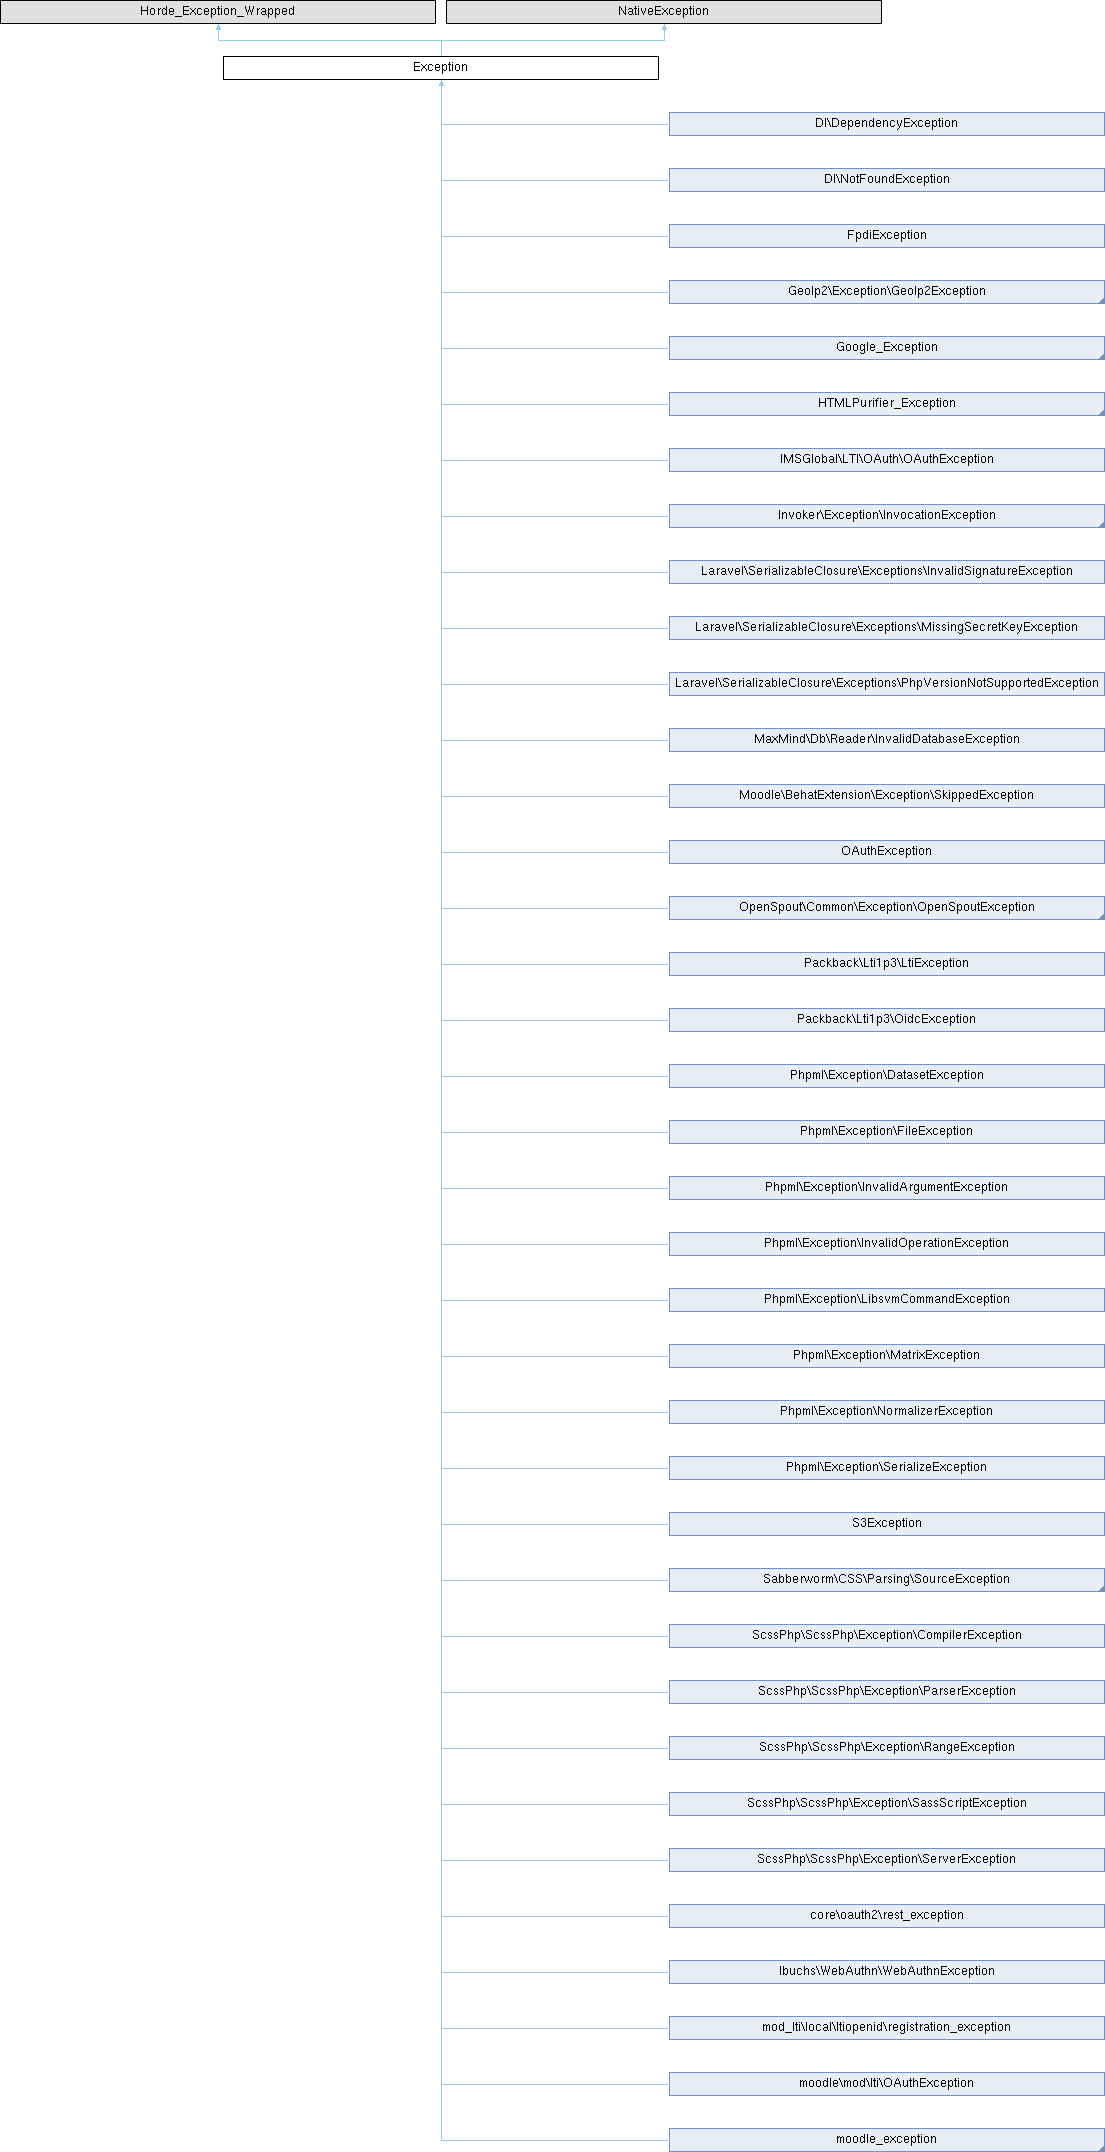 Horde_Exception_Wrapped
NativeException
Exception
DI\DependencyException
DI\NotFoundException
FpdiException
GeoIp2\Exception\GeoIp2Exception
Google_Exception
HTMLPurifier_Exception
IMSGlobal\LTI\OAuth\OAuthException
Invoker\Exception\InvocationException
Laravel\SerializableClosure\Exceptions\InvalidSignatureException
Laravel\SerializableClosure\Exceptions\MissingSecretKeyException
Laravel\SerializableClosure\Exceptions\PhpVersionNotSupportedException
MaxMind\Db\Reader\InvalidDatabaseException
Moodle\BehatExtension\Exception\SkippedException
OAuthException
OpenSpout\Common\Exception\OpenSpoutException
Packback\Lti1p3\LtiException
Packback\Lti1p3\OidcException
Phpml\Exception\DatasetException
Phpml\Exception\FileException
Phpml\Exception\InvalidArgumentException
Phpml\Exception\InvalidOperationException
Phpml\Exception\LibsvmCommandException
Phpml\Exception\MatrixException
Phpml\Exception\NormalizerException
Phpml\Exception\SerializeException
S3Exception
Sabberworm\CSS\Parsing\SourceException
ScssPhp\ScssPhp\Exception\CompilerException
ScssPhp\ScssPhp\Exception\ParserException
ScssPhp\ScssPhp\Exception\RangeException
ScssPhp\ScssPhp\Exception\SassScriptException
ScssPhp\ScssPhp\Exception\ServerException
core\oauth2\rest_exception
lbuchs\WebAuthn\WebAuthnException
mod_lti\local\ltiopenid\registration_exception
moodle\mod\lti\OAuthException
moodle_exception